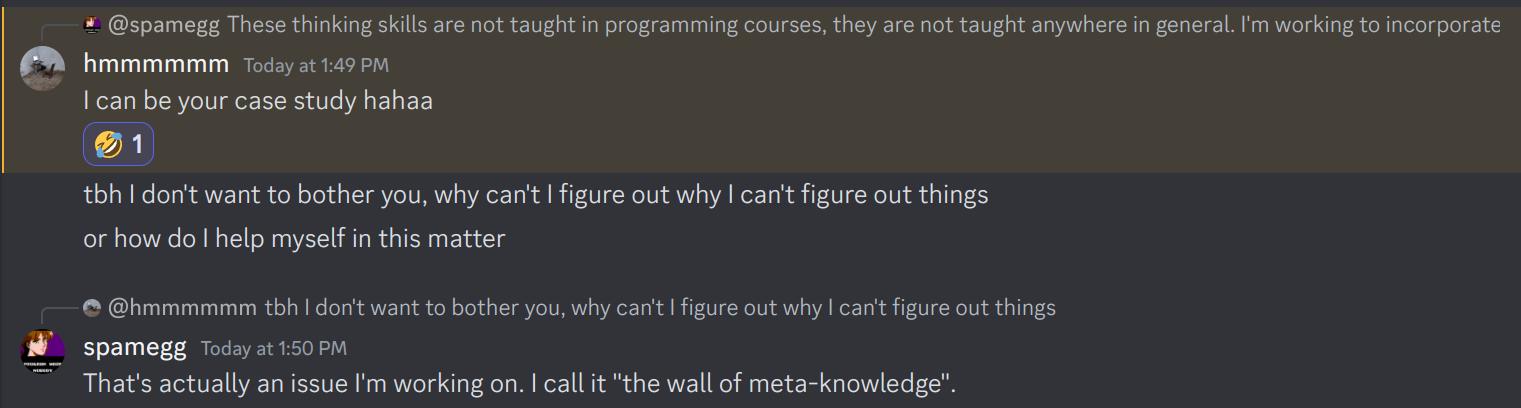 @spamegg These thinking skills are not taught in programming courses, they are not taught anywhere in general. I'm working to incorporate
hmmmmmm Today at 1:49 PM
I can be your case study hahaa
🤣 1
tbh I don't want to bother you, why can't I figure out why I can't figure out things
or how do I help myself in this matter
@hmmmmmm tbh I don't want to bother you, why can't I figure out why I can't figure out things
spamegg Today at 1:50 PM
That's actually an issue I'm working on. I call it "the wall of meta-knowledge".